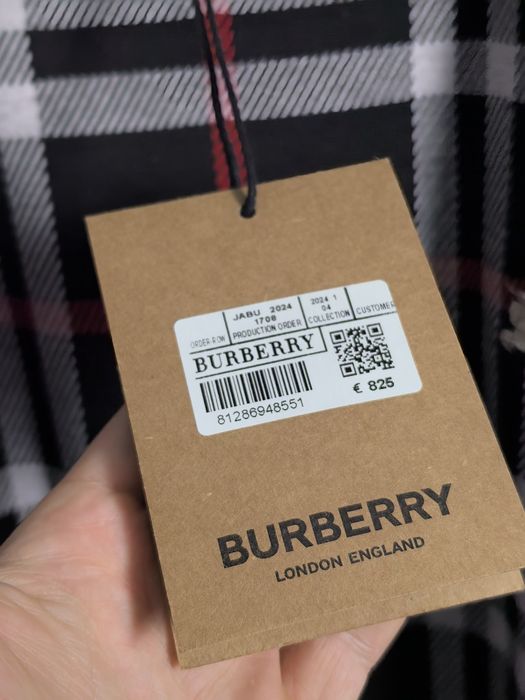 JABU 2024
1708
2024 1
04
ORDER-ROW
PRODUCTION ORDER
COLLECTION
CUSTOMER
BURBERRY
81286948551
€ 825
BURBERRY
LONDON ENGLAND